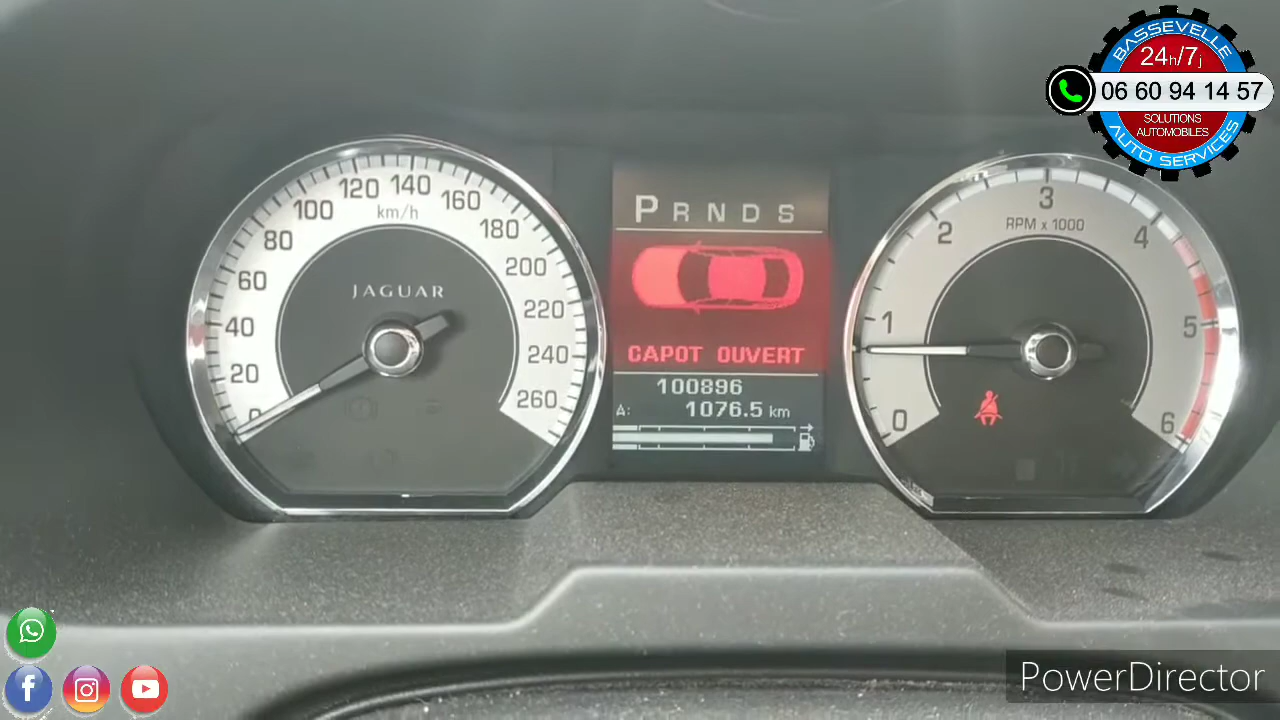 BASSEVELLE
24h/7j
06 60 94 14 57
SOLUTIONS
AUTOMOBILES
AUTO SERVICES
0 20 40 60 80 100 120 140 160 180 200 220 240 260
km/h
JAGUAR
P R N D S
CAPOT OUVERT
100896
A: 1076.5 km
0 1 2 3 4 5 6
RPM x 1000
PowerDirector